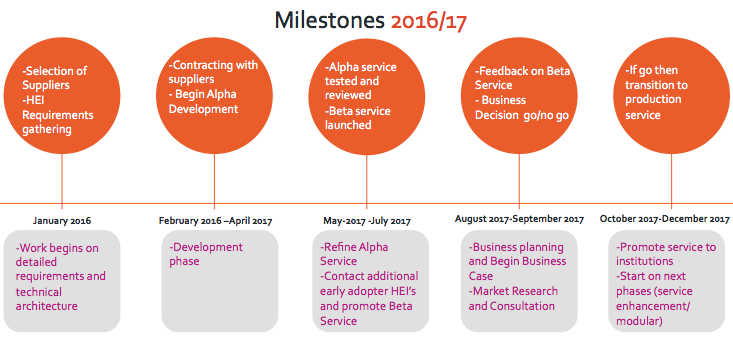 Milestones 2016/17
-Selection of
Suppliers
-HEI
Requirements
gathering
-Contracting with
suppliers
- Begin Alpha
Development
-Alpha service
tested and
reviewed
-Beta service
launched
-Feedback on Beta
Service
- Business
Decision go/no go
-If go then
transition to
production
service
January 2016
February 2016 –April 2017
May-2017 -July 2017
August 2017-September 2017
October 2017-December 2017
-Work begins on
detailed
requirements and
technical
architecture
-Development
phase
-Refine Alpha
Service
-Contact additional
early adopter HEI's
and promote Beta
Service
-Business planning
and Begin Business
Case
-Market Research
and Consultation
-Promote service to
institutions
-Start on next
phases (service
enhancement/
modular)